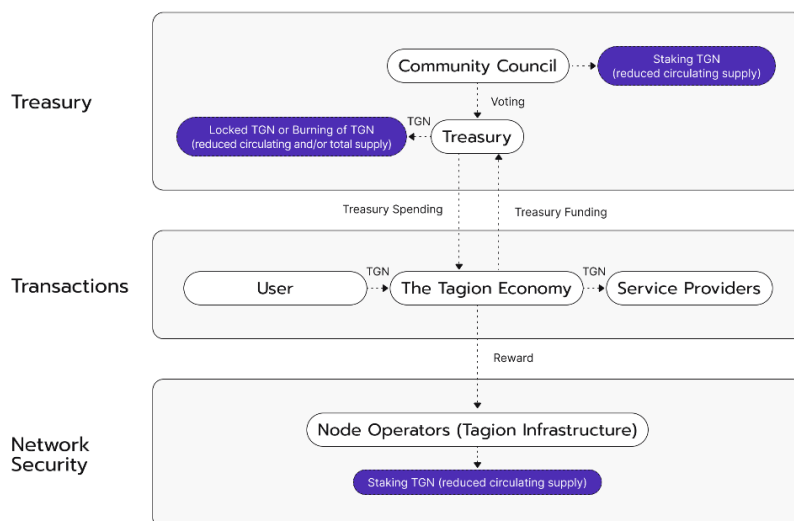 Treasury
Community Council
Staking TGN
(reduced circulating supply)
Voting
Locked TGN or Burning of TGN
(reduced circulating and/or total supply)
TGN
Treasury
Treasury Spending
Treasury Funding
Transactions
User
TGN
The Tagion Economy
TGN
Service Providers
Reward
Network
Security
Node Operators (Tagion Infrastructure)
Staking TGN (reduced circulating supply)